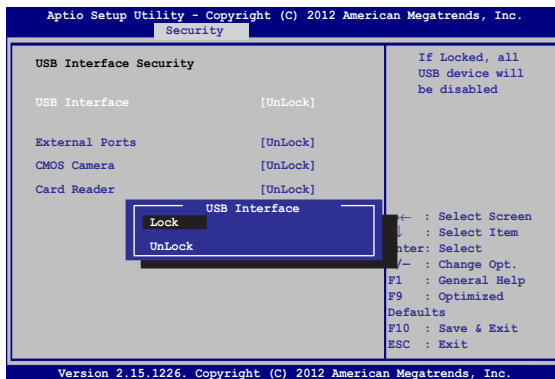 Aptio Setup Utility - Copyright (C) 2012 American Megatrends, Inc.
Security
USB Interface Security
USB Interface [UnLock]
External Ports [UnLock]
CMOS Camera [UnLock]
Card Reader [UnLock]
USB Interface
Lock
UnLock
If Locked, all
USB device will
be disabled
← : Select Screen
↓ : Select Item
nter: Select
/— : Change Opt.
F1 : General Help
F9 : Optimized
Defaults
F10 : Save & Exit
ESC : Exit
Version 2.15.1226. Copyright (C) 2012 American Megatrends, Inc.